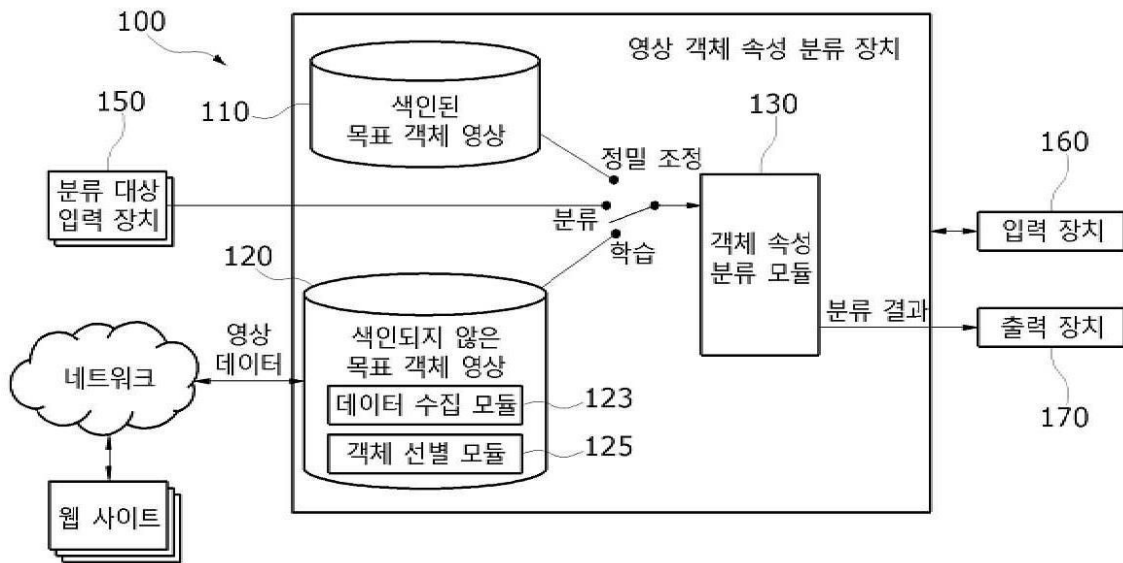 100
영상 객체 속성 분류 장치
150
110
색인된
목표 객체 영상
130
정밀 조정
160
분류 대상
입력 장치
분류
학습
객체 속성
분류 모듈
입력 장치
120
분류 결과
출력 장치
170
영상
데이터
색인되지 않은
목표 객체 영상
네트워크
데이터 수집 모듈
123
객체 선별 모듈
125
웹 사이트